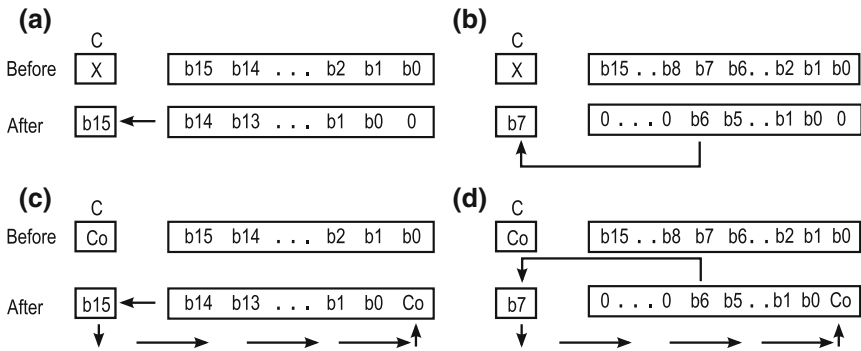 (a)
C
Before X b15 b14 . . . b2 b1 b0
After b15 b14 b13 . . . b1 b0 0
(b)
C
X b15 . . b8 b7 b6 . . b2 b1 b0
b7 0 . . . 0 b6 b5 . . b1 b0 0
(c)
C
Before Co b15 b14 . . . b2 b1 b0
After b15 b14 b13 . . . b1 b0 Co
(d)
C
Co b15 . . b8 b7 b6 . . b2 b1 b0
b7 0 . . . 0 b6 b5 . . b1 b0 Co